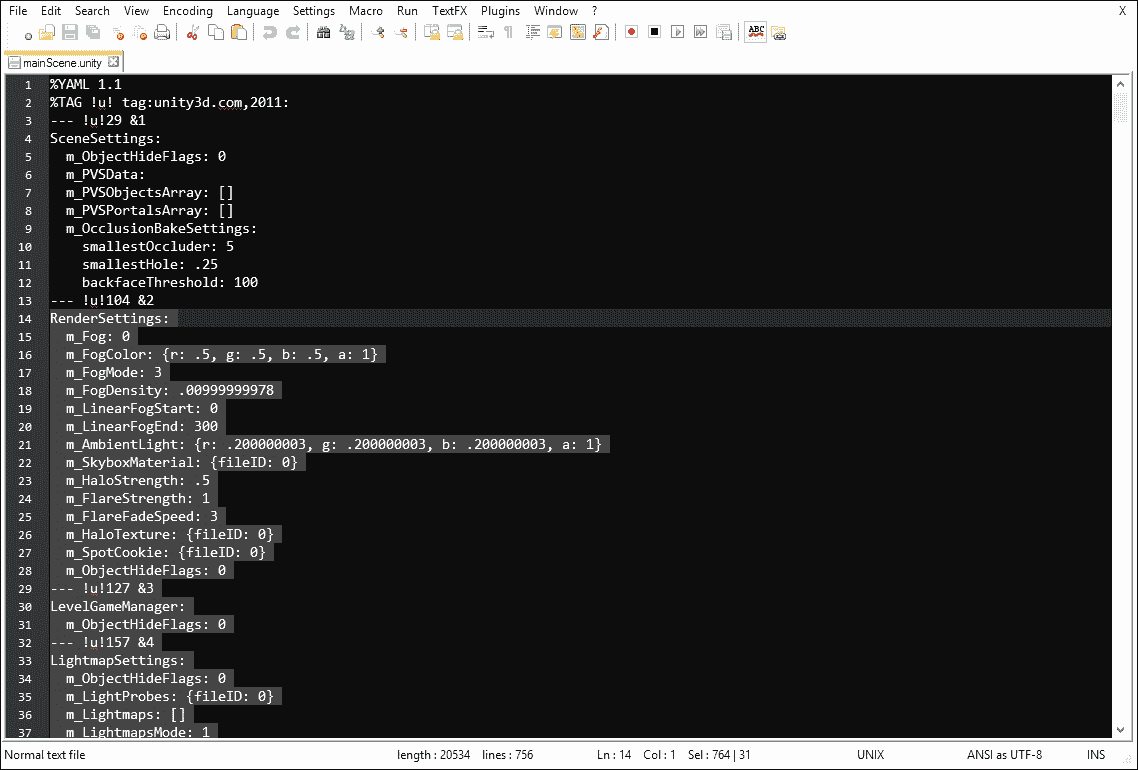 File Edit Search View Encoding Language Settings Macro Run TextFX Plugins Window ? X
ABC
mainScene.unity
1 %YAML 1.1
2 %TAG !u! tag:unity3d.com,2011:
3 --- !u!29 &1
4 SceneSettings:
5 m_ObjectHideFlags: 0
6 m_PVSData:
7 m_PVSObjectsArray: []
8 m_PVSPortalsArray: []
9 m_OcclusionBakeSettings:
10 smallestOccluder: 5
11 smallestHole: .25
12 backfaceThreshold: 100
13 --- !u!104 &2
14 RenderSettings:
15 m_Fog: 0
16 m_FogColor: {r: .5, g: .5, b: .5, a: 1}
17 m_FogMode: 3
18 m_FogDensity: .00999999978
19 m_LinearFogStart: 0
20 m_LinearFogEnd: 300
21 m_AmbientLight: {r: .200000003, g: .200000003, b: .200000003, a: 1}
22 m_SkyboxMaterial: {fileID: 0}
23 m_HaloStrength: .5
24 m_FlareStrength: 1
25 m_FlareFadeSpeed: 3
26 m_HaloTexture: {fileID: 0}
27 m_SpotCookie: {fileID: 0}
28 m_ObjectHideFlags: 0
29 --- !u!127 &3
30 LevelGameManager:
31 m_ObjectHideFlags: 0
32 --- !u!157 &4
33 LightmapSettings:
34 m_ObjectHideFlags: 0
35 m_LightProbes: {fileID: 0}
36 m_Lightmaps: []
37 m_LightmapsMode: 1
Normal text file length : 20534 lines : 756 Ln : 14 Col : 1 Sel : 764 | 31 UNIX ANSI as UTF-8 INS